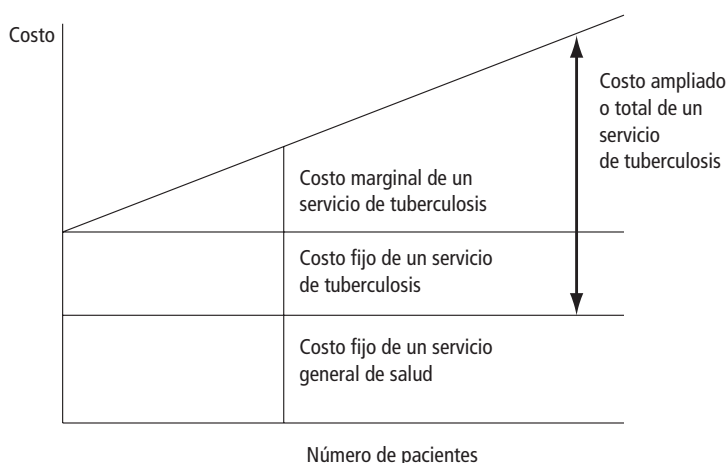 Costo
Costo ampliado
o total de un
servicio
de tuberculosis
Costo marginal de un
servicio de tuberculosis
Costo fijo de un servicio
de tuberculosis
Costo fijo de un servicio
general de salud
Número de pacientes